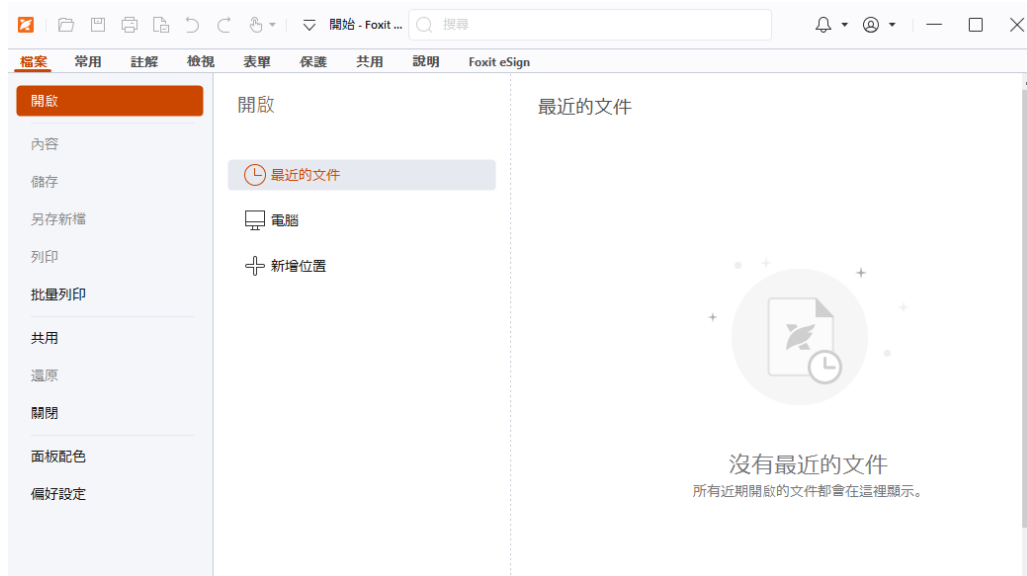 開始 - Foxit ...
搜尋
檔案 常用 註解 檢視 表單 保護 共用 說明 Foxit eSign
開啟
內容
儲存
另存新檔
列印
批量列印
共用
還原
關閉
面板配色
偏好設定
開啟
最近的文件
電腦
新增位置
最近的文件
沒有最近的文件
所有近期開啟的文件都會在這裡顯示。